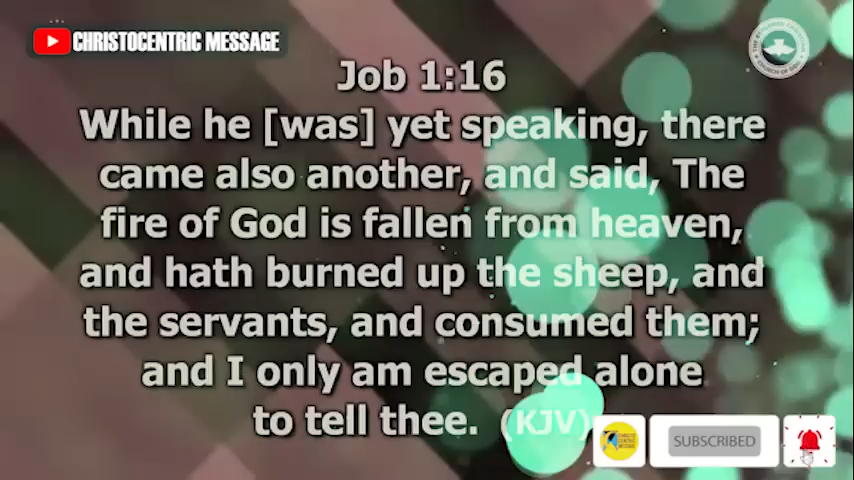 CHRISTOCENTRIC MESSAGE
Job 1:16
While he [was] yet speaking, there
came also another, and said, The
fire of God is fallen from heaven,
and hath burned up the sheep, and
the servants, and consumed them;
and I only am escaped alone
to tell thee. (KJV)
SUBSCRIBED